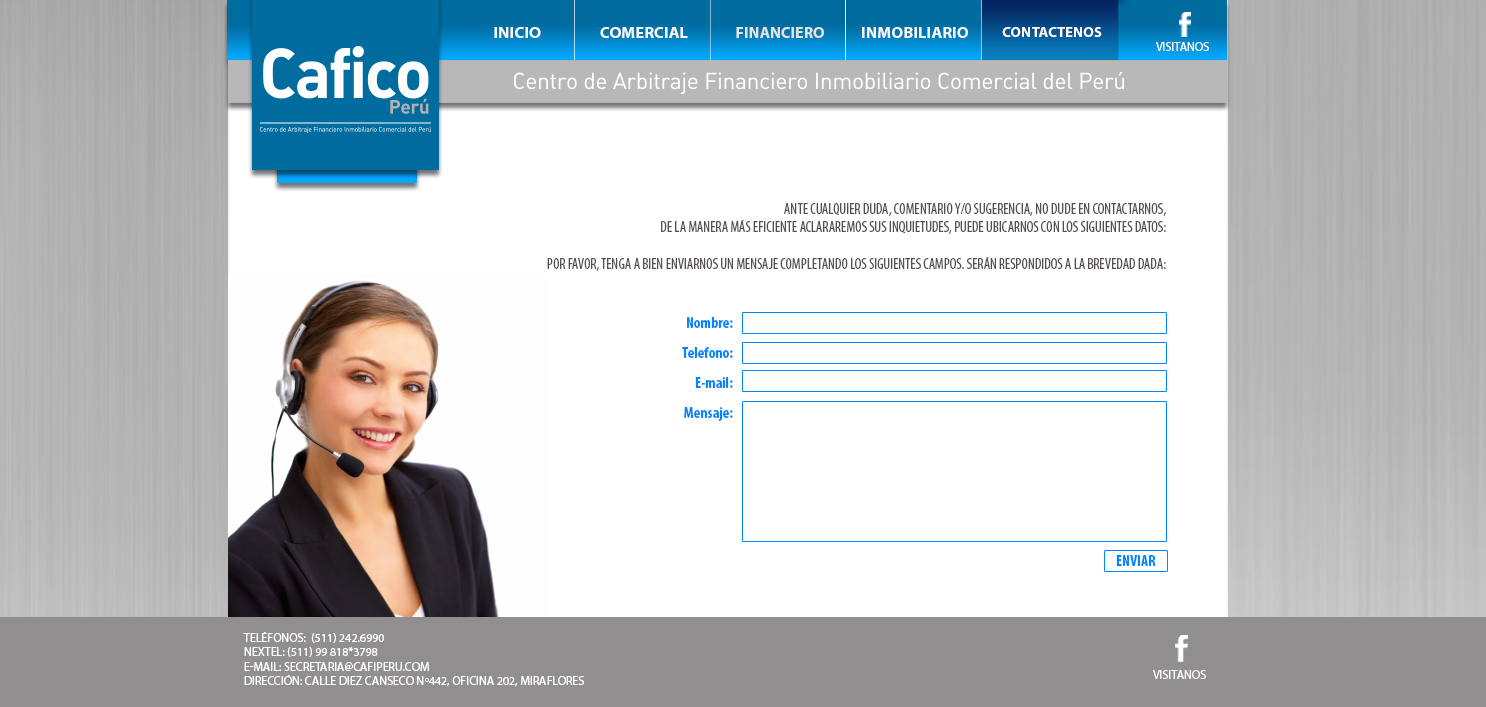 INICIO
COMERCIAL
FINANCIERO
INMOBILIARIO
CONTACTENOS
VISITANOS
Cafico
Perú
Centro de Arbitraje Financiero Inmobiliario Comercial del Perú
Centro de Arbitraje Financiero Inmobiliario Comercial del Perú
ANTE CUALQUIER DUDA, COMENTARIO Y/O SUGERENCIA, NO DUDE EN CONTACTARNOS,
DE LA MANERA MÁS EFICIENTE ACLARAREMOS SUS INQUIETUDES, PUEDE UBICARNOS CON LOS SIGUIENTES DATOS:
POR FAVOR, TENGA A BIEN ENVIARNOS UN MENSAJE COMPLETANDO LOS SIGUIENTES CAMPOS. SERÁN RESPONDIDOS A LA BREVEDAD DADA:
Nombre:
Telefono:
E-mail:
Mensaje:
ENVIAR
TELÉFONOS: (511) 242.6990
NEXTEL: (511) 99 818*3798
E-MAIL: SECRETARIA@CAFIPERU.COM
DIRECCIÓN: CALLE DIEZ CANSECO Nº442, OFICINA 202, MIRAFLORES
VISITANOS